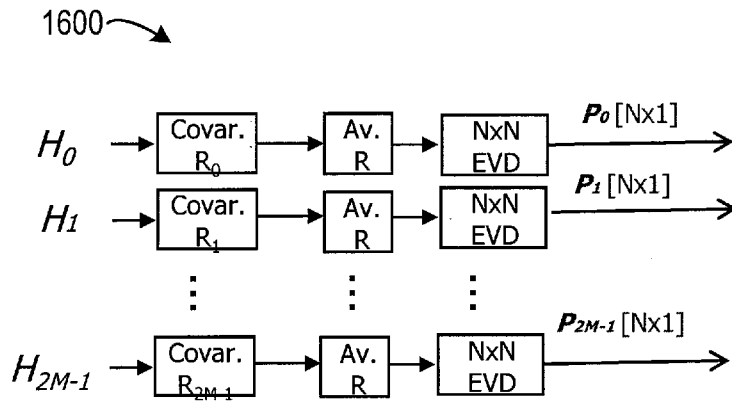 1600
H0 Covar. R0 Av. R NxN EVD P0 [Nx1]
H1 Covar. R1 Av. R NxN EVD P1 [Nx1]
⋮ ⋮ ⋮
H2M-1 Covar. R2M-1 Av. R NxN EVD P2M-1 [Nx1]